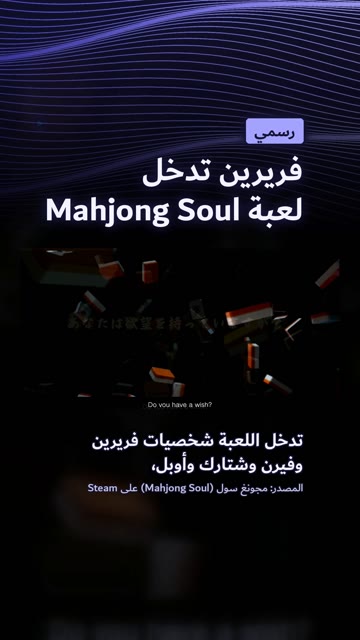 رسمي
فريرين تدخل
لعبة Mahjong Soul
Do you have a wish?
تدخل اللعبة شخصيات فريرين
وفيرن وشتارك وأوبل،
المصدر: مجونغ سول (Mahjong Soul) على Steam